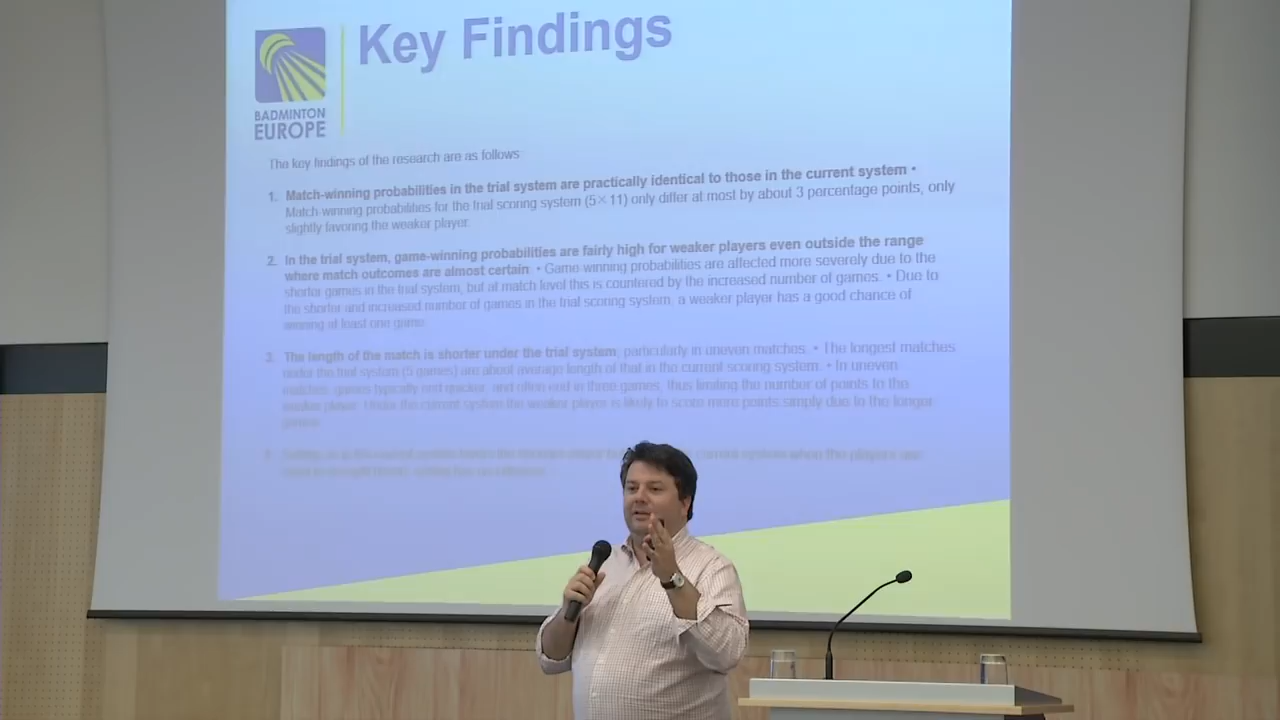 Key Findings
BADMINTON
EUROPE
The key findings of the research are as follows:
1. Match-winning probabilities in the trial system are practically identical to those in the current system •
Match-winning probabilities for the trial scoring system (5×11) only differ at most by about 3 percentage points, only
slightly favoring the weaker player.
2. In the trial system, game-winning probabilities are fairly high for weaker players even outside the range
where match outcomes are almost certain. • Game-winning probabilities are affected more severely due to the
shorter games in the trial system, but at match level this is countered by the increased number of games. • Due to
the shorter and increased number of games in the trial scoring system, a weaker player has a good chance of
winning at least one game.
3. The length of the match is shorter under the trial system, particularly in uneven matches. • The longest matches
under the trial system (5 games) are about average length of that in the current scoring system. • In uneven
matches, games typically end quicker, and often end in three games, thus limiting the number of points to the
weaker player. Under the current system the weaker player is likely to score more points simply due to the longer
current system when the players are